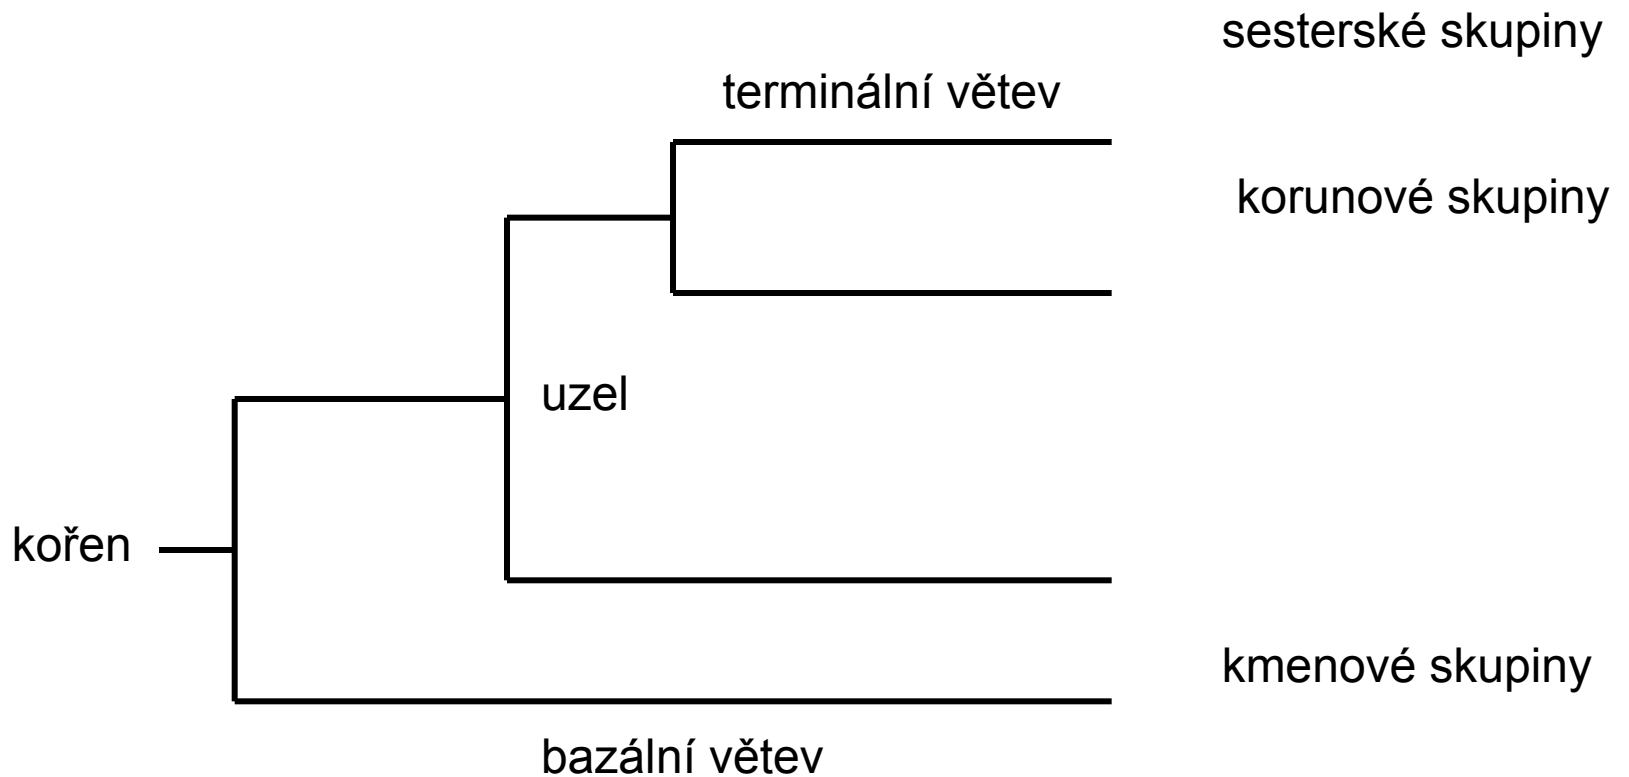 sesterské skupiny
terminální větev
korunové skupiny
uzel
kořen
kmenové skupiny
bazální větev